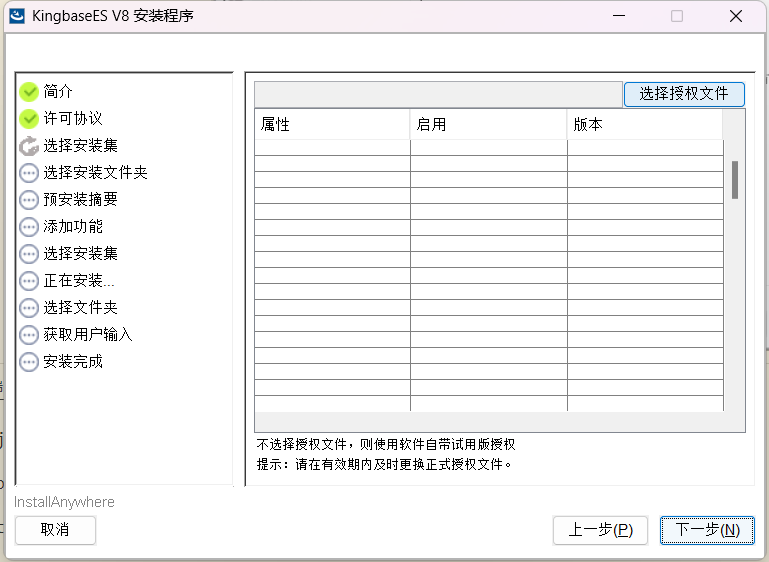 KingbaseES V8 安装程序
简介
许可协议
选择安装集
选择安装文件夹
预安装摘要
添加功能
选择安装集
正在安装...
选择文件夹
获取用户输入
安装完成
选择授权文件
属性 启用 版本
不选择授权文件，则使用软件自带试用版授权
提示：请在有效期内及时更换正式授权文件。
InstallAnywhere
取消 上一步(P) 下一步(N)